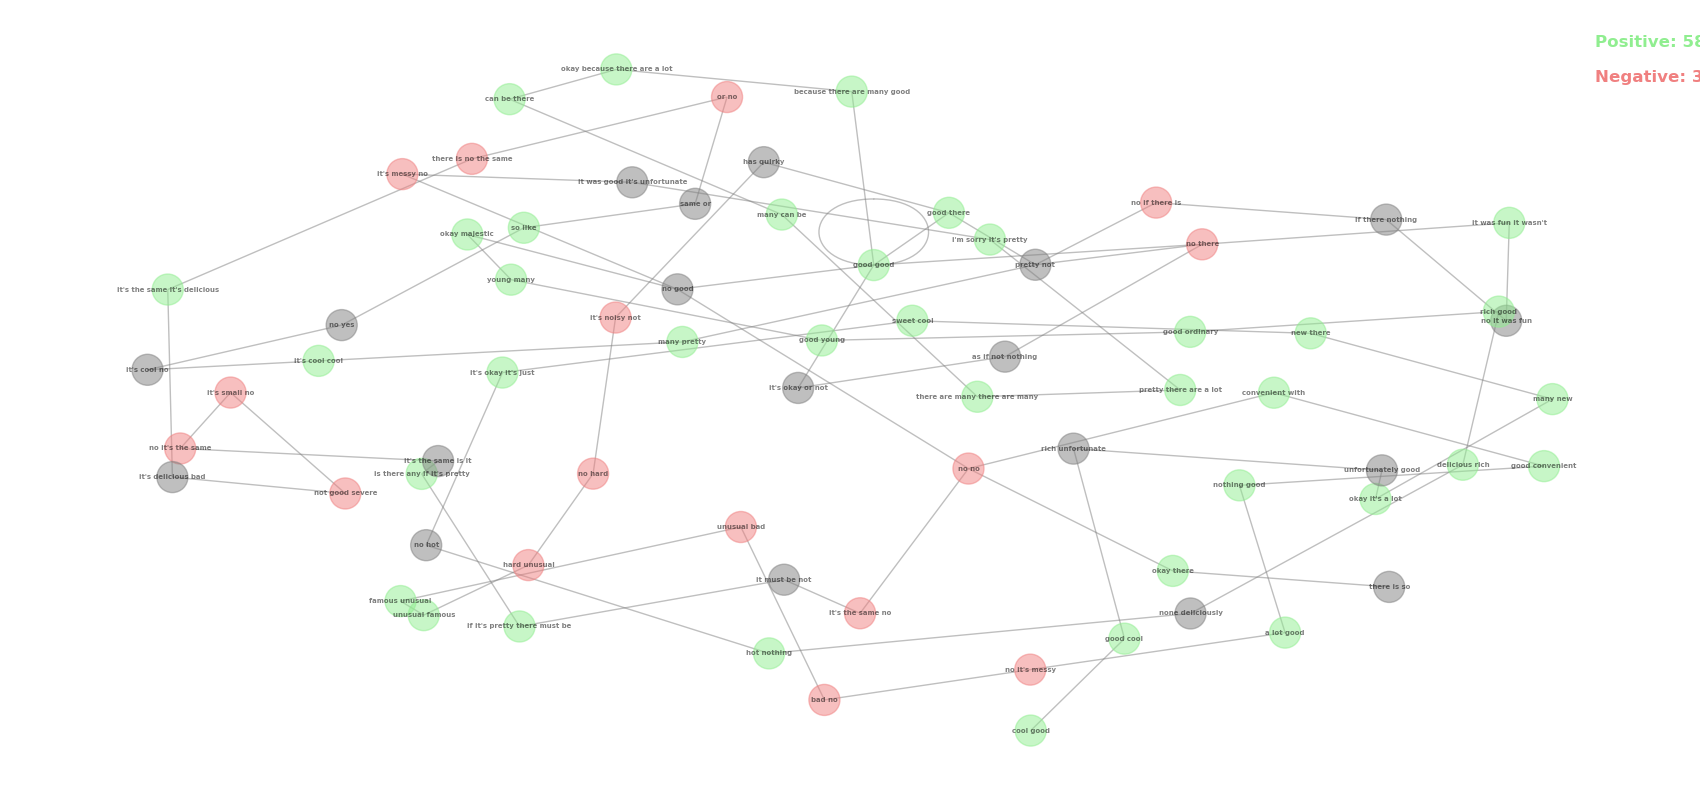 Positive: 58
okay because there are a lot
Negative: 3
because there are many good
or no
can be there
there is no the same
has quirky
it's messy no
it was good it's unfortunate
no if there is
same or
good there
many can be
if there nothing
it was fun it wasn't
so like
okay majestic
i'm sorry it's pretty
no there
good good
pretty not
young many
it's the same it's delicious
no good
rich good
it's noisy not
no it was fun
sweet cool
no yes
good ordinary
new there
good young
many pretty
as if not nothing
it's cool cool
it's cool no
it's okay it's just
it's okay or not
pretty there are a lot
it's small no
convenient with
there are many there are many
many new
no it's the same
rich unfortunate
it's the same is it
delicious rich
good convenient
no no
unfortunately good
is there any if it's pretty
no hard
it's delicious bad
nothing good
not good severe
okay it's a lot
unusual bad
no hot
hard unusual
okay there
it must be not
there is so
famous unusual
unusual famous
it's the same no
none deliciously
if it's pretty there must be
a lot good
good cool
hot nothing
no it's messy
bad no
cool good